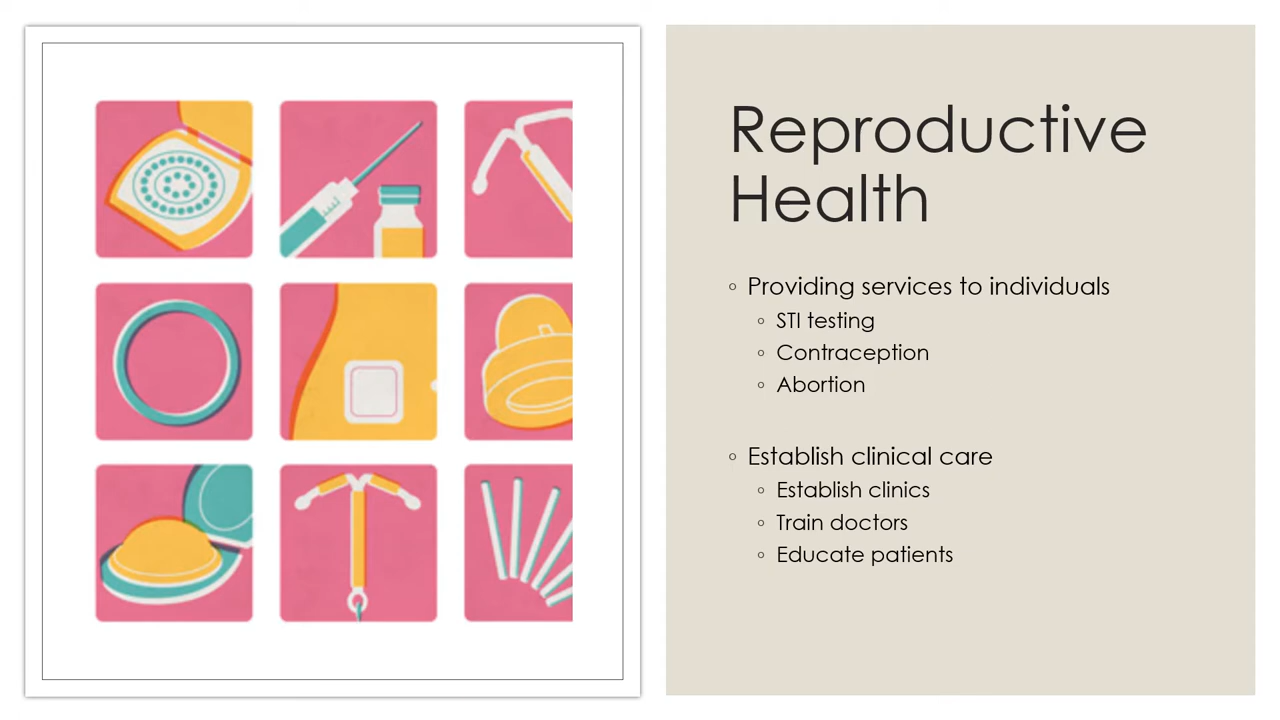 Reproductive
Health
◦ Providing services to individuals
◦ STI testing
◦ Contraception
◦ Abortion
◦ Establish clinical care
◦ Establish clinics
◦ Train doctors
◦ Educate patients